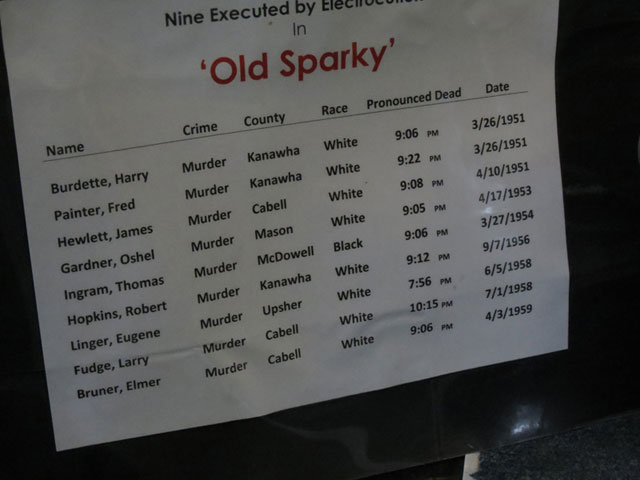 Nine Executed by Electrocution
In
'Old Sparky'
Name Crime County Race Pronounced Dead Date
Burdette, Harry Murder Kanawha White 9:06 PM 3/26/1951
Painter, Fred Murder Kanawha White 9:22 PM 3/26/1951
Hewlett, James Murder Cabell White 9:08 PM 4/10/1951
Gardner, Oshel Murder Mason White 9:05 PM 4/17/1953
Ingram, Thomas Murder McDowell Black 9:06 PM 3/27/1954
Hopkins, Robert Murder Kanawha White 9:12 PM 9/7/1956
Linger, Eugene Murder Upsher White 7:56 PM 6/5/1958
Fudge, Larry Murder Cabell White 10:15 PM 7/1/1958
Bruner, Elmer Murder Cabell White 9:06 PM 4/3/1959